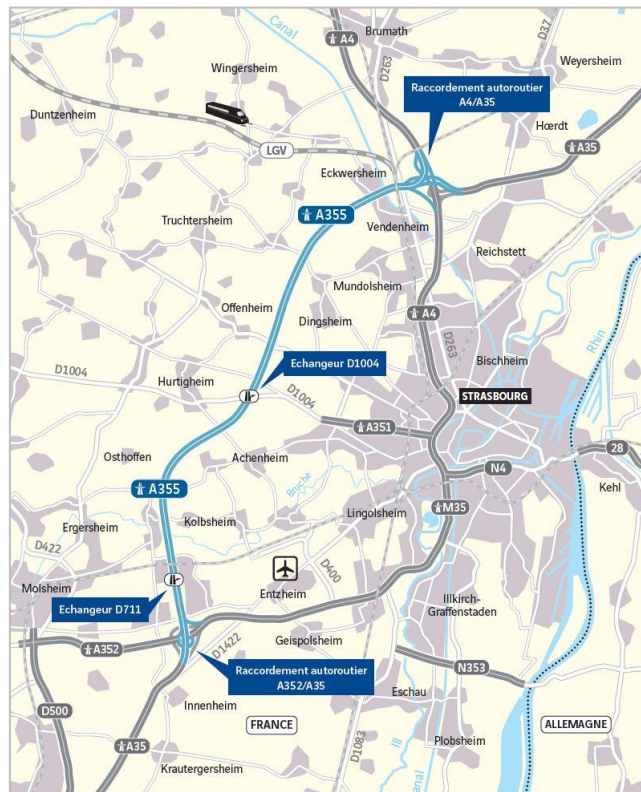 Canal
A4
Brumath
D263
D37
Weyersheim
Wingersheim
Raccordement autoroutier
A4/A35
Duntzenheim
Hœrdt
LGV
A35
Eckwersheim
A355
Truchtersheim
Vendenheim
Reichstett
Mundolsheim
Offenheim
Dingsheim
A4
D263
Rhin
Bischheim
Echangeur D1004
D1004
Hurtigheim
D1004
STRASBOURG
A351
28
Osthoffen
Achenheim
N4
A355
Bruche
Kehl
M35
Ergersheim
Kolbsheim
Lingolsheim
D422
D400
Molsheim
Entzheim
Illkirch-
Graffenstaden
Echangeur D711
A352
D1422
Geispolsheim
N353
Raccordement autoroutier
A352/A35
Eschau
D500
Innenheim
FRANCE
ALLEMAGNE
A35
Ill
Plobsheim
D1083
Canal
Krautergersheim